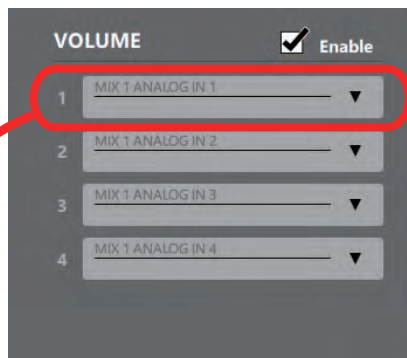 VOLUME Enable
1 MIX 1 ANALOG IN 1
2 MIX 1 ANALOG IN 2
3 MIX 1 ANALOG IN 3
4 MIX 1 ANALOG IN 4